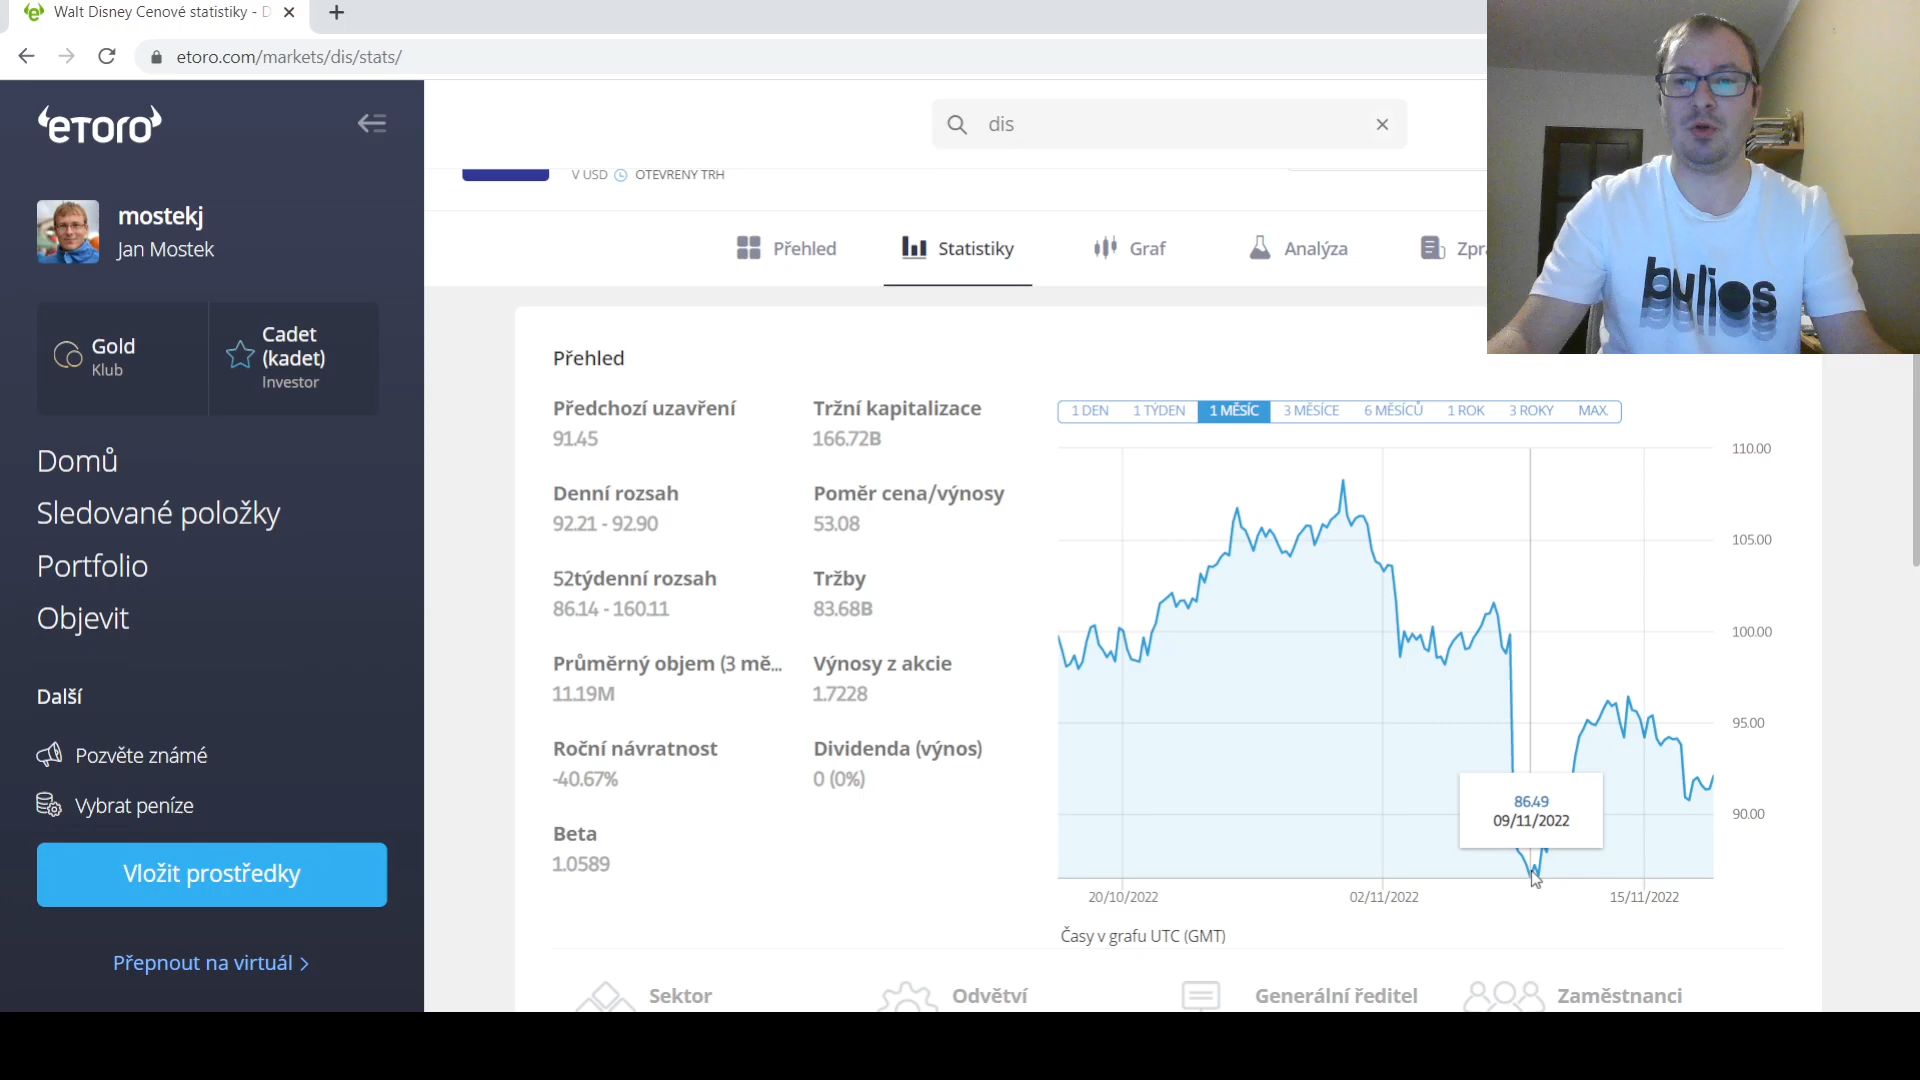 Walt Disney Cenové statistiky - D
etoro.com/markets/dis/stats/
eToro
dis
V USD OTEVRENY TRH
mostekj
Jan Mostek
Přehled Statistiky Graf Analýza Zpr
Gold
Klub
Cadet
(kadet)
Investor
Domů
Sledované položky
Portfolio
Objevit
Další
Pozvěte známé
Vybrat peníze
Vložit prostředky
Přepnout na virtuál >
Přehled
Předchozí uzavření
91.45
Tržní kapitalizace
166.72B
Denní rozsah
92.21 - 92.90
Poměr cena/výnosy
53.08
52týdenní rozsah
86.14 - 160.11
Tržby
83.68B
Průměrný objem (3 mě...
11.19M
Výnosy z akcie
1.7228
Roční návratnost
-40.67%
Dividenda (výnos)
0 (0%)
Beta
1.0589
1 DEN 1 TÝDEN 1 MĚSÍC 3 MĚSÍCE 6 MĚSÍCŮ 1 ROK 3 ROKY MAX.
110.00
105.00
100.00
95.00
90.00
86.49
09/11/2022
20/10/2022 02/11/2022 15/11/2022
Časy v grafu UTC (GMT)
Sektor Odvětví Generální ředitel Zaměstnanci
bulios